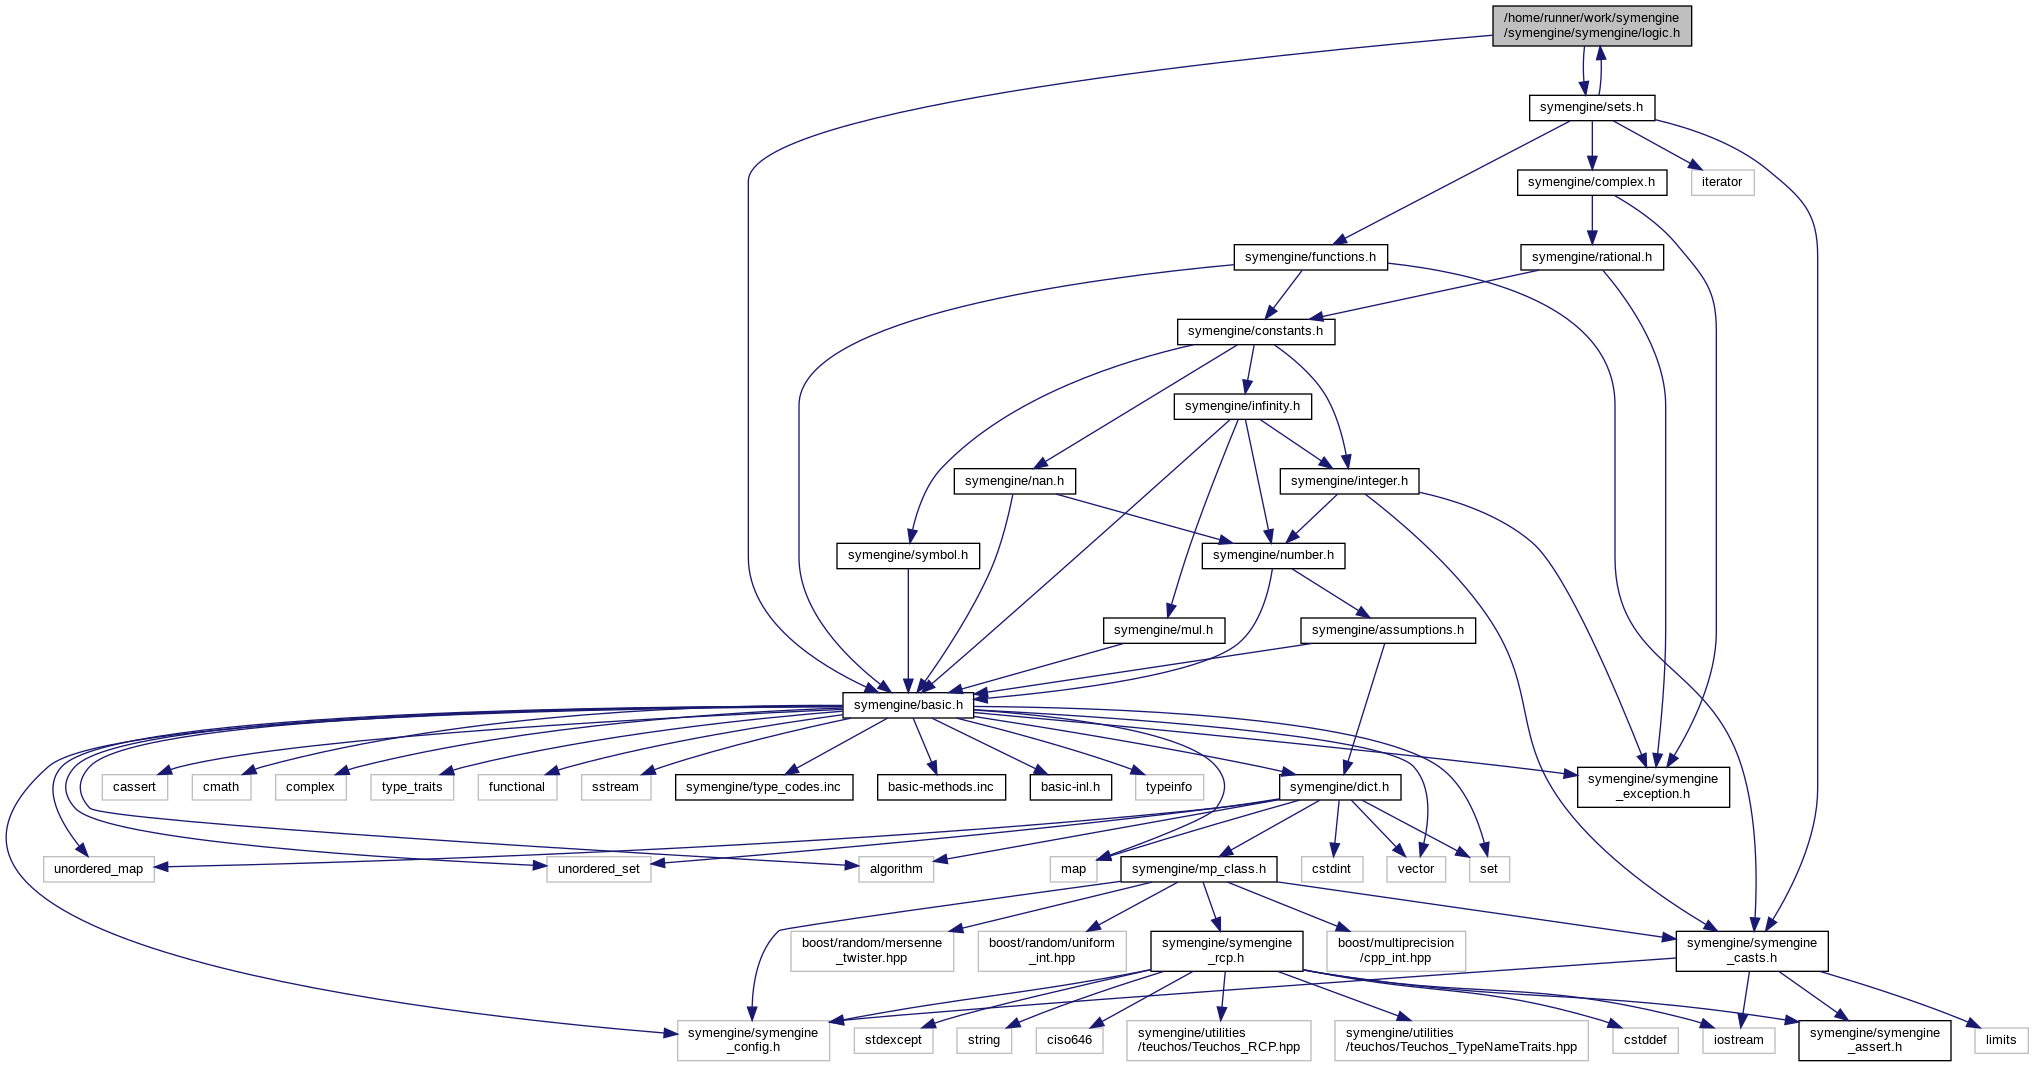 /home/runner/work/symengine
/symengine/symengine/logic.h
symengine/sets.h
symengine/complex.h
iterator
symengine/functions.h
symengine/rational.h
symengine/constants.h
symengine/infinity.h
symengine/nan.h
symengine/integer.h
symengine/symbol.h
symengine/number.h
symengine/mul.h
symengine/assumptions.h
symengine/basic.h
cassert
cmath
complex
type_traits
functional
sstream
symengine/type_codes.inc
basic-methods.inc
basic-inl.h
typeinfo
symengine/dict.h
symengine/symengine
_exception.h
unordered_map
unordered_set
algorithm
map
symengine/mp_class.h
cstdint
vector
set
boost/random/mersenne
_twister.hpp
boost/random/uniform
_int.hpp
symengine/symengine
_rcp.h
boost/multiprecision
/cpp_int.hpp
symengine/symengine
_casts.h
symengine/symengine
_config.h
stdexcept
string
ciso646
symengine/utilities
/teuchos/Teuchos_RCP.hpp
symengine/utilities
/teuchos/Teuchos_TypeNameTraits.hpp
cstddef
iostream
symengine/symengine
_assert.h
limits